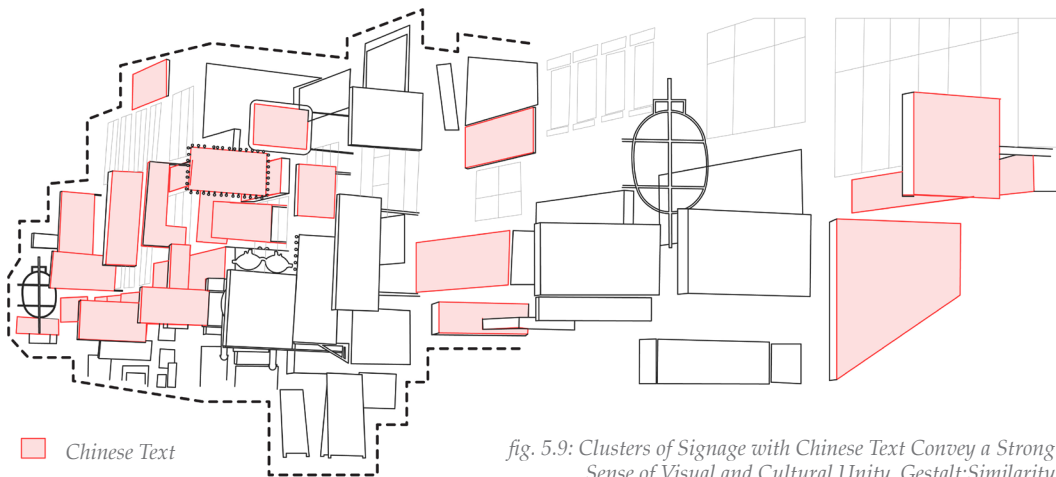 Chinese Text
fig. 5.9: Clusters of Signage with Chinese Text Convey a Strong
Sense of Visual and Cultural Unity, Gestalt:Similarity